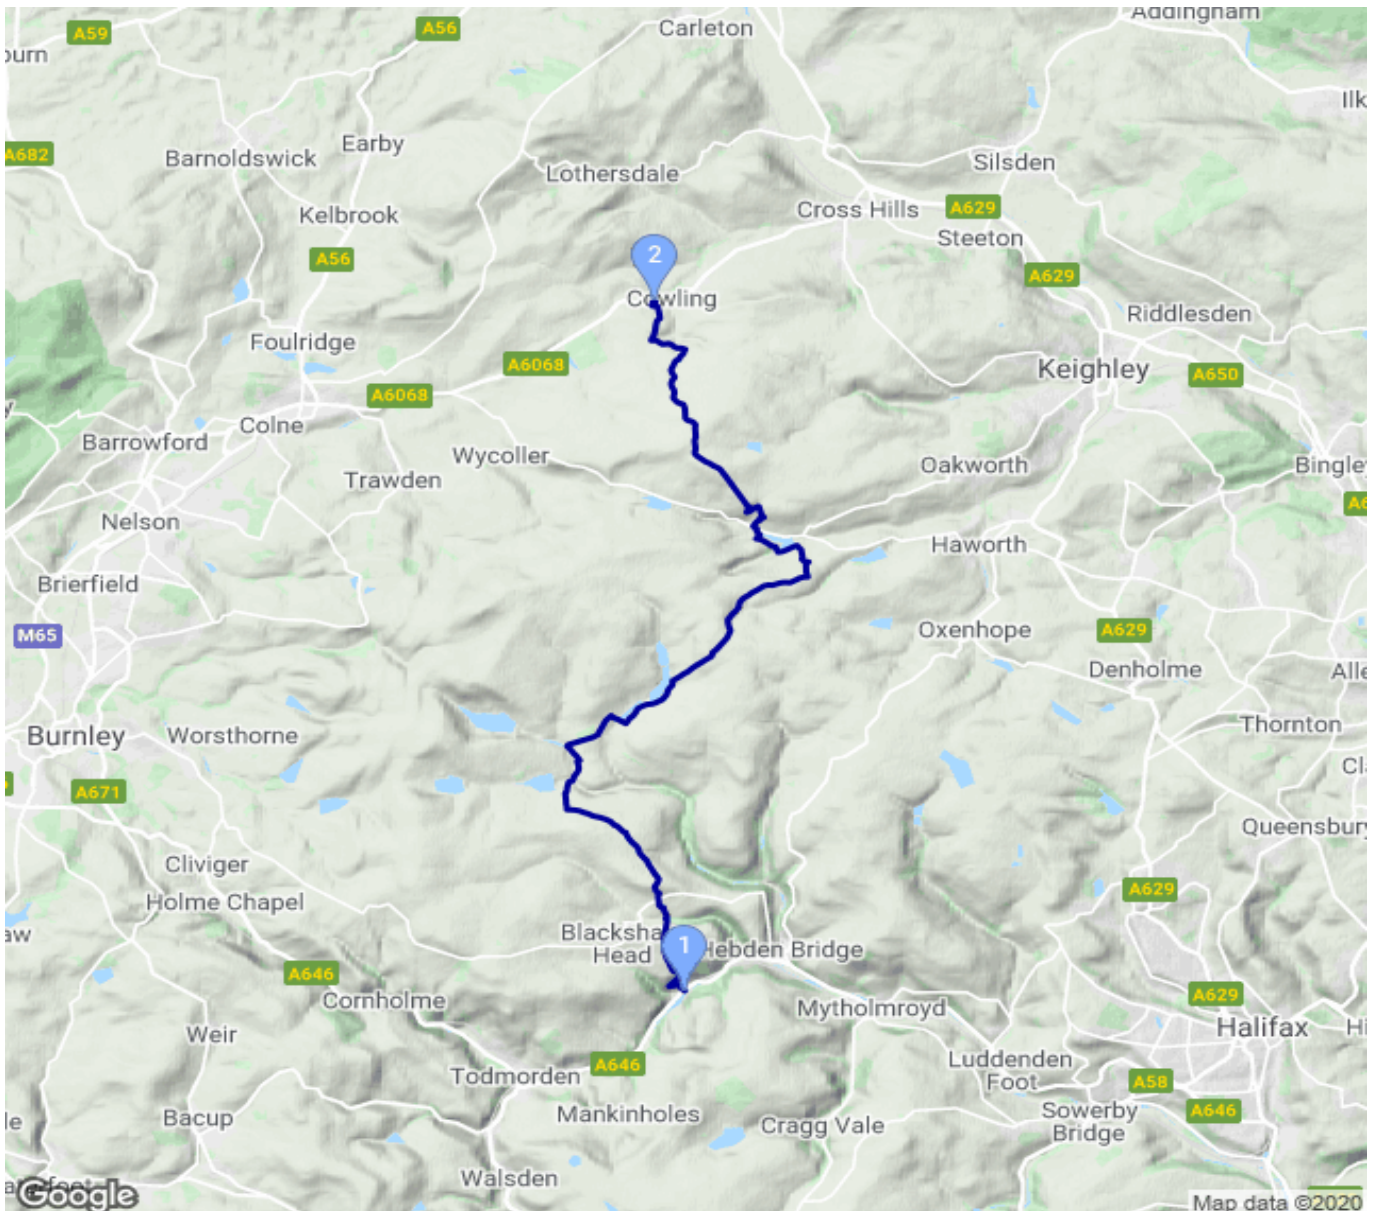 Addingham
A59
A56
Carleton
Ilk
A682
Barnoldswick
Earby
Lothersdale
Silsden
Kelbrook
Cross Hills
A629
Steeton
A56
2
A629
Cowling
Riddlesden
Foulridge
A6068
Keighley
A650
A6068
Colne
Barrowford
Wycoller
Oakworth
Bingle
Trawden
Nelson
Haworth
Brierfield
M65
Oxenhope
A629
Denholme
Burnley
Worsthorne
Thornton
A671
Queensbury
Cliviger
A629
Holme Chapel
1
Blacksha
Head
Hebden Bridge
A646
Cornholme
A629
Mytholmroyd
Halifax
Weir
Luddenden
Foot
A646
Todmorden
A58
Mankinholes
A646
Bacup
Cragg Vale
Sowerby
Bridge
Walsden
Google
Map data ©2020